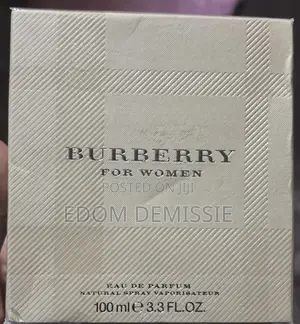 BURBERRY
FOR WOMEN
POSTED ON JIJI
EDOM DEMISSIE
EAU DE PARFUM
NATURAL SPRAY VAPORISATEUR
100 ml e 3.3 FL.OZ.